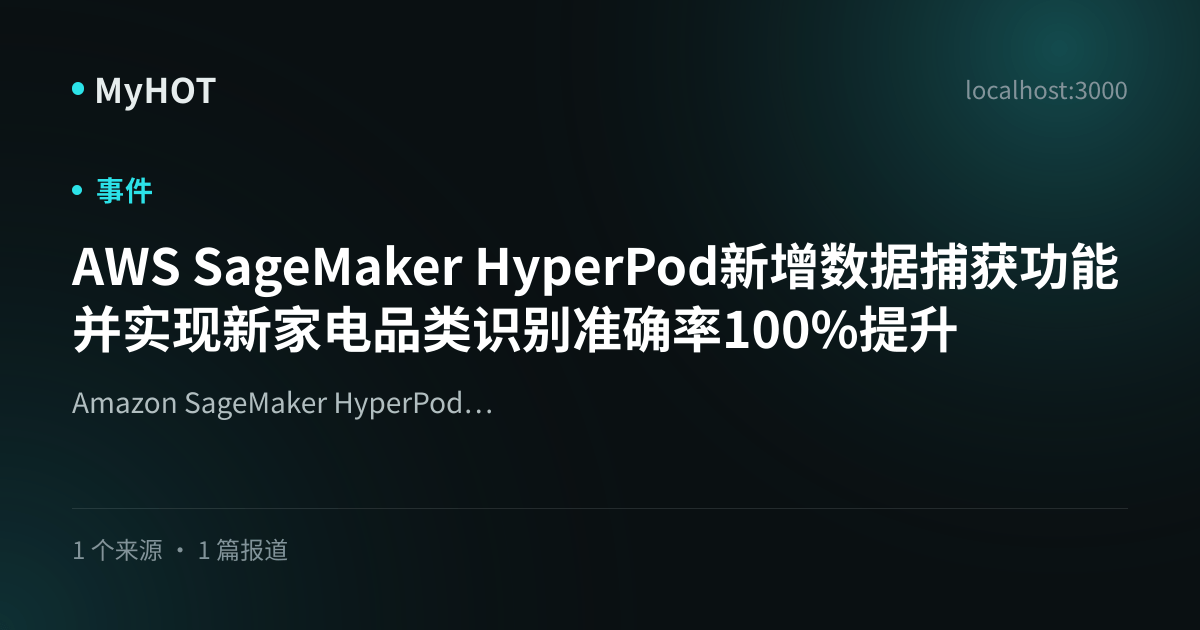 MyHOT
localhost:3000
事件
AWS SageMaker HyperPod新增数据捕获功能
并实现新家电品类识别准确率100%提升
Amazon SageMaker HyperPod…
1 个来源 · 1 篇报道